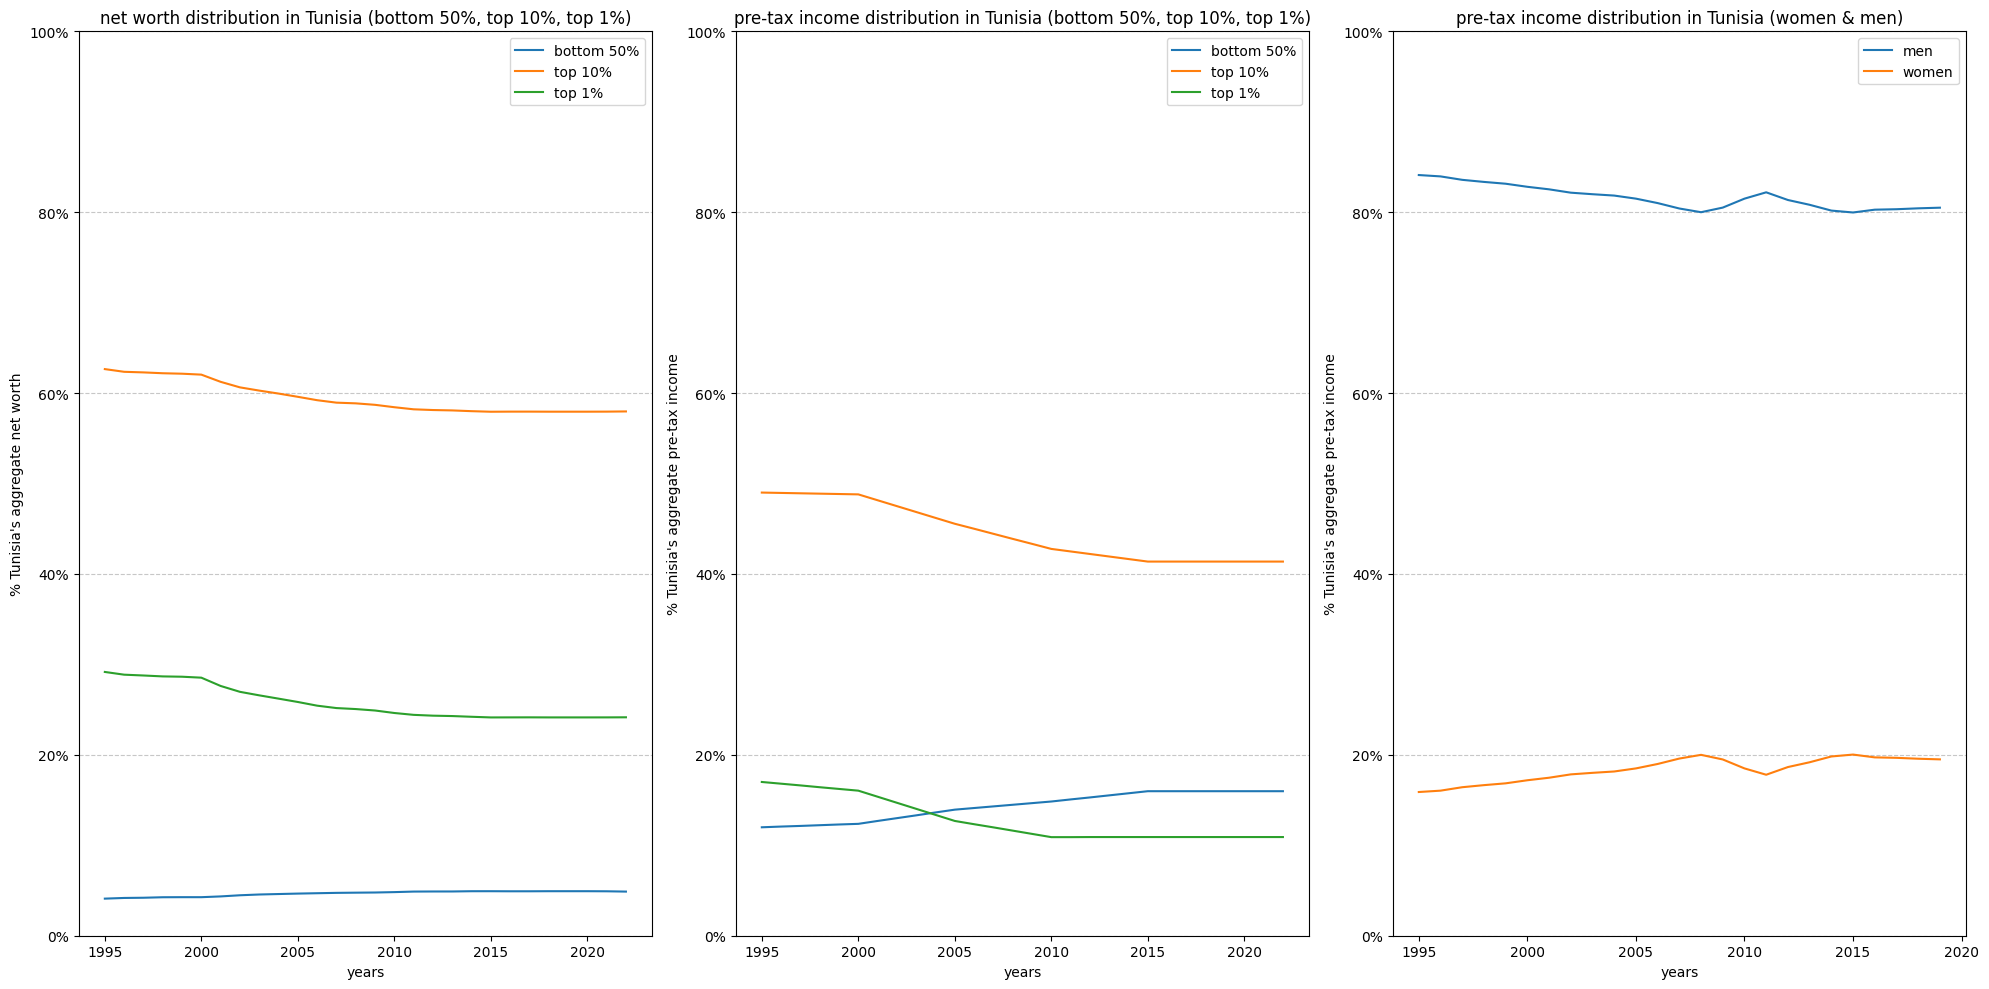 net worth distribution in Tunisia (bottom 50%, top 10%, top 1%)
100%
80%
60%
40%
20%
0%
% Tunisia's aggregate net worth
bottom 50%
top 10%
top 1%
1995 2000 2005 2010 2015 2020
years
pre-tax income distribution in Tunisia (bottom 50%, top 10%, top 1%)
100%
80%
60%
40%
20%
0%
% Tunisia's aggregate pre-tax income
bottom 50%
top 10%
top 1%
1995 2000 2005 2010 2015 2020
years
pre-tax income distribution in Tunisia (women & men)
100%
80%
60%
40%
20%
0%
% Tunisia's aggregate pre-tax income
men
women
1995 2000 2005 2010 2015 2020
years